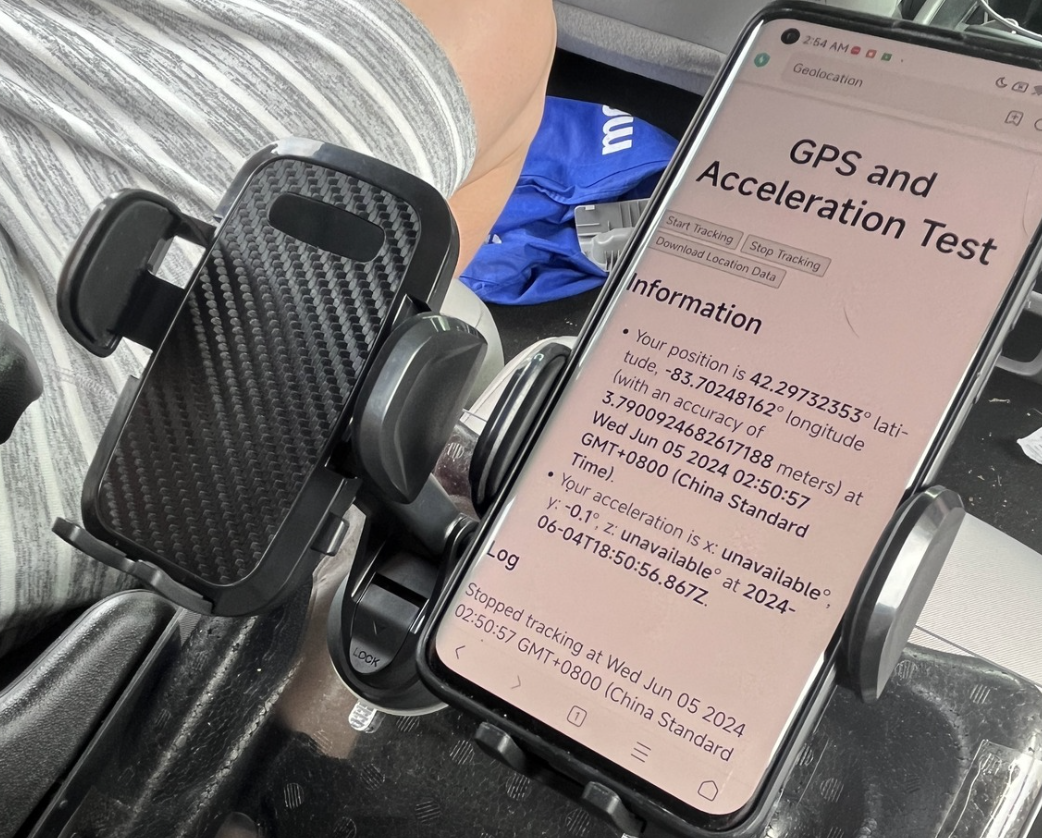 2:54 AM
Geolocation
GPS and
Acceleration Test
Start Tracking
Stop Tracking
Download Location Data
Information
• Your position is 42.29732353° lati-
tude, -83.70248162° longitude
(with an accuracy of
3.7900924682617188 meters) at
Wed Jun 05 2024 02:50:57
GMT+0800 (China Standard
Time).
• Your acceleration is x: unavailable°,
y: -0.1°, z: unavailable° at 2024-
06-04T18:50:56.867Z.
Log
Stopped tracking at Wed Jun 05 2024
02:50:57 GMT+0800 (China Standard
1
LOCK